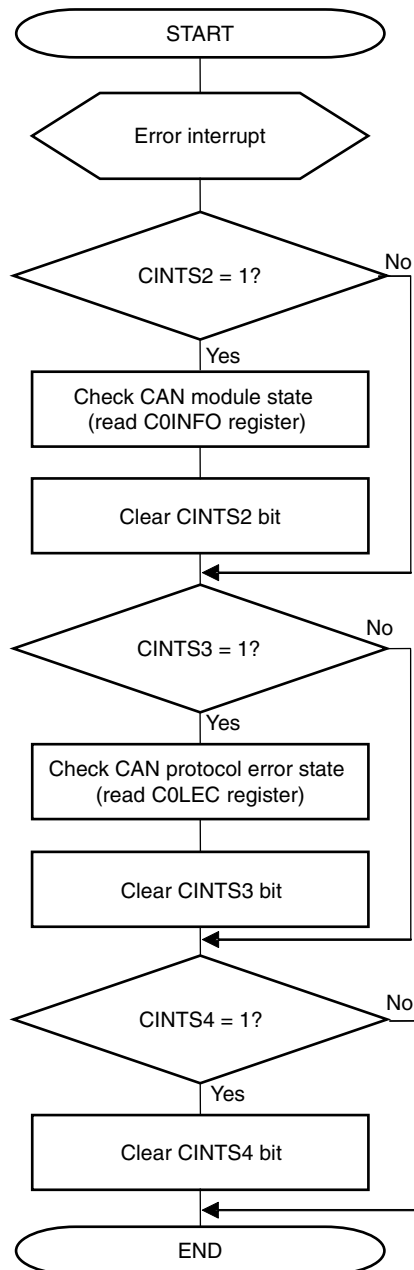 START
Error interrupt
CINTS2 = 1?
No
Yes
Check CAN module state
(read C0INFO register)
Clear CINTS2 bit
CINTS3 = 1?
No
Yes
Check CAN protocol error state
(read C0LEC register)
Clear CINTS3 bit
CINTS4 = 1?
No
Yes
Clear CINTS4 bit
END